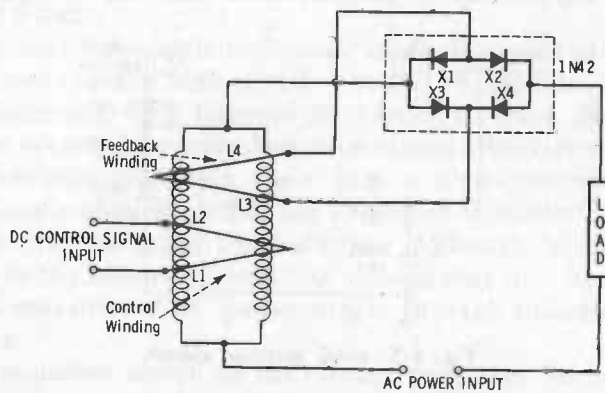 1N42
X1
X2
X3
X4
Feedback
Winding
L4
L3
L2
DC CONTROL SIGNAL
INPUT
L1
Control
Winding
LOAD
AC POWER INPUT